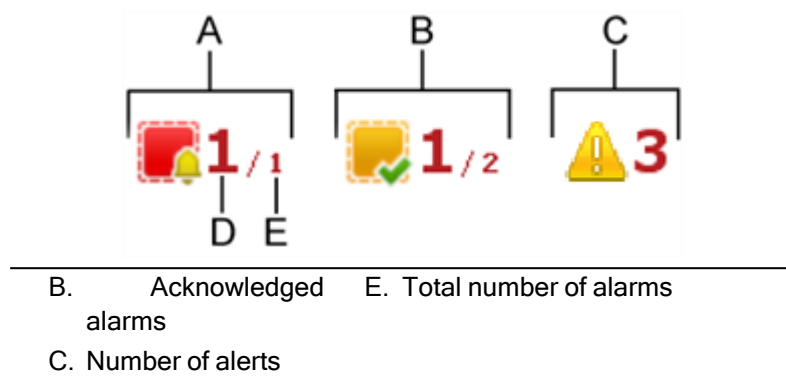 A B C
1 / 1 1 / 2 3
D E
B. Acknowledged alarms
E. Total number of alarms
C. Number of alerts